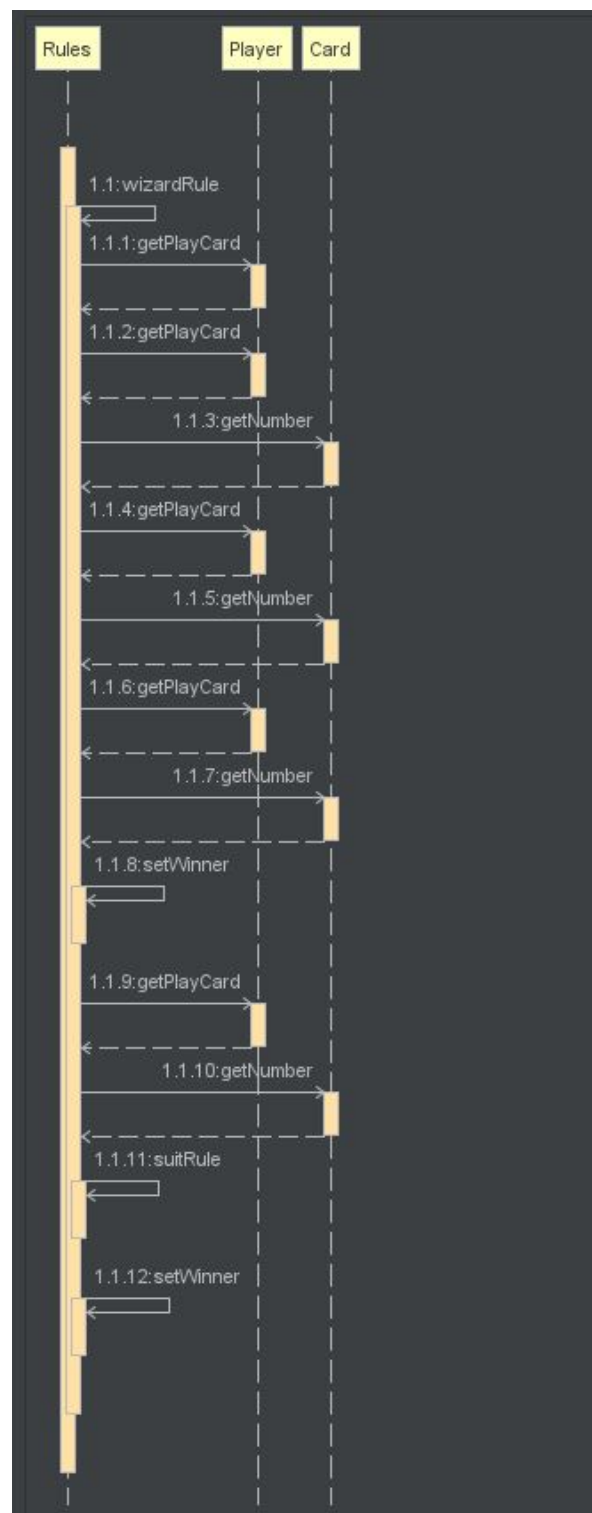 Rules Player Card
1.1:wizardRule
1.1.1:getPlayCard
1.1.2:getPlayCard
1.1.3:getNumber
1.1.4:getPlayCard
1.1.5:getNumber
1.1.6:getPlayCard
1.1.7:getNumber
1.1.8:setWinner
1.1.9:getPlayCard
1.1.10:getNumber
1.1.11:suitRule
1.1.12:setWinner